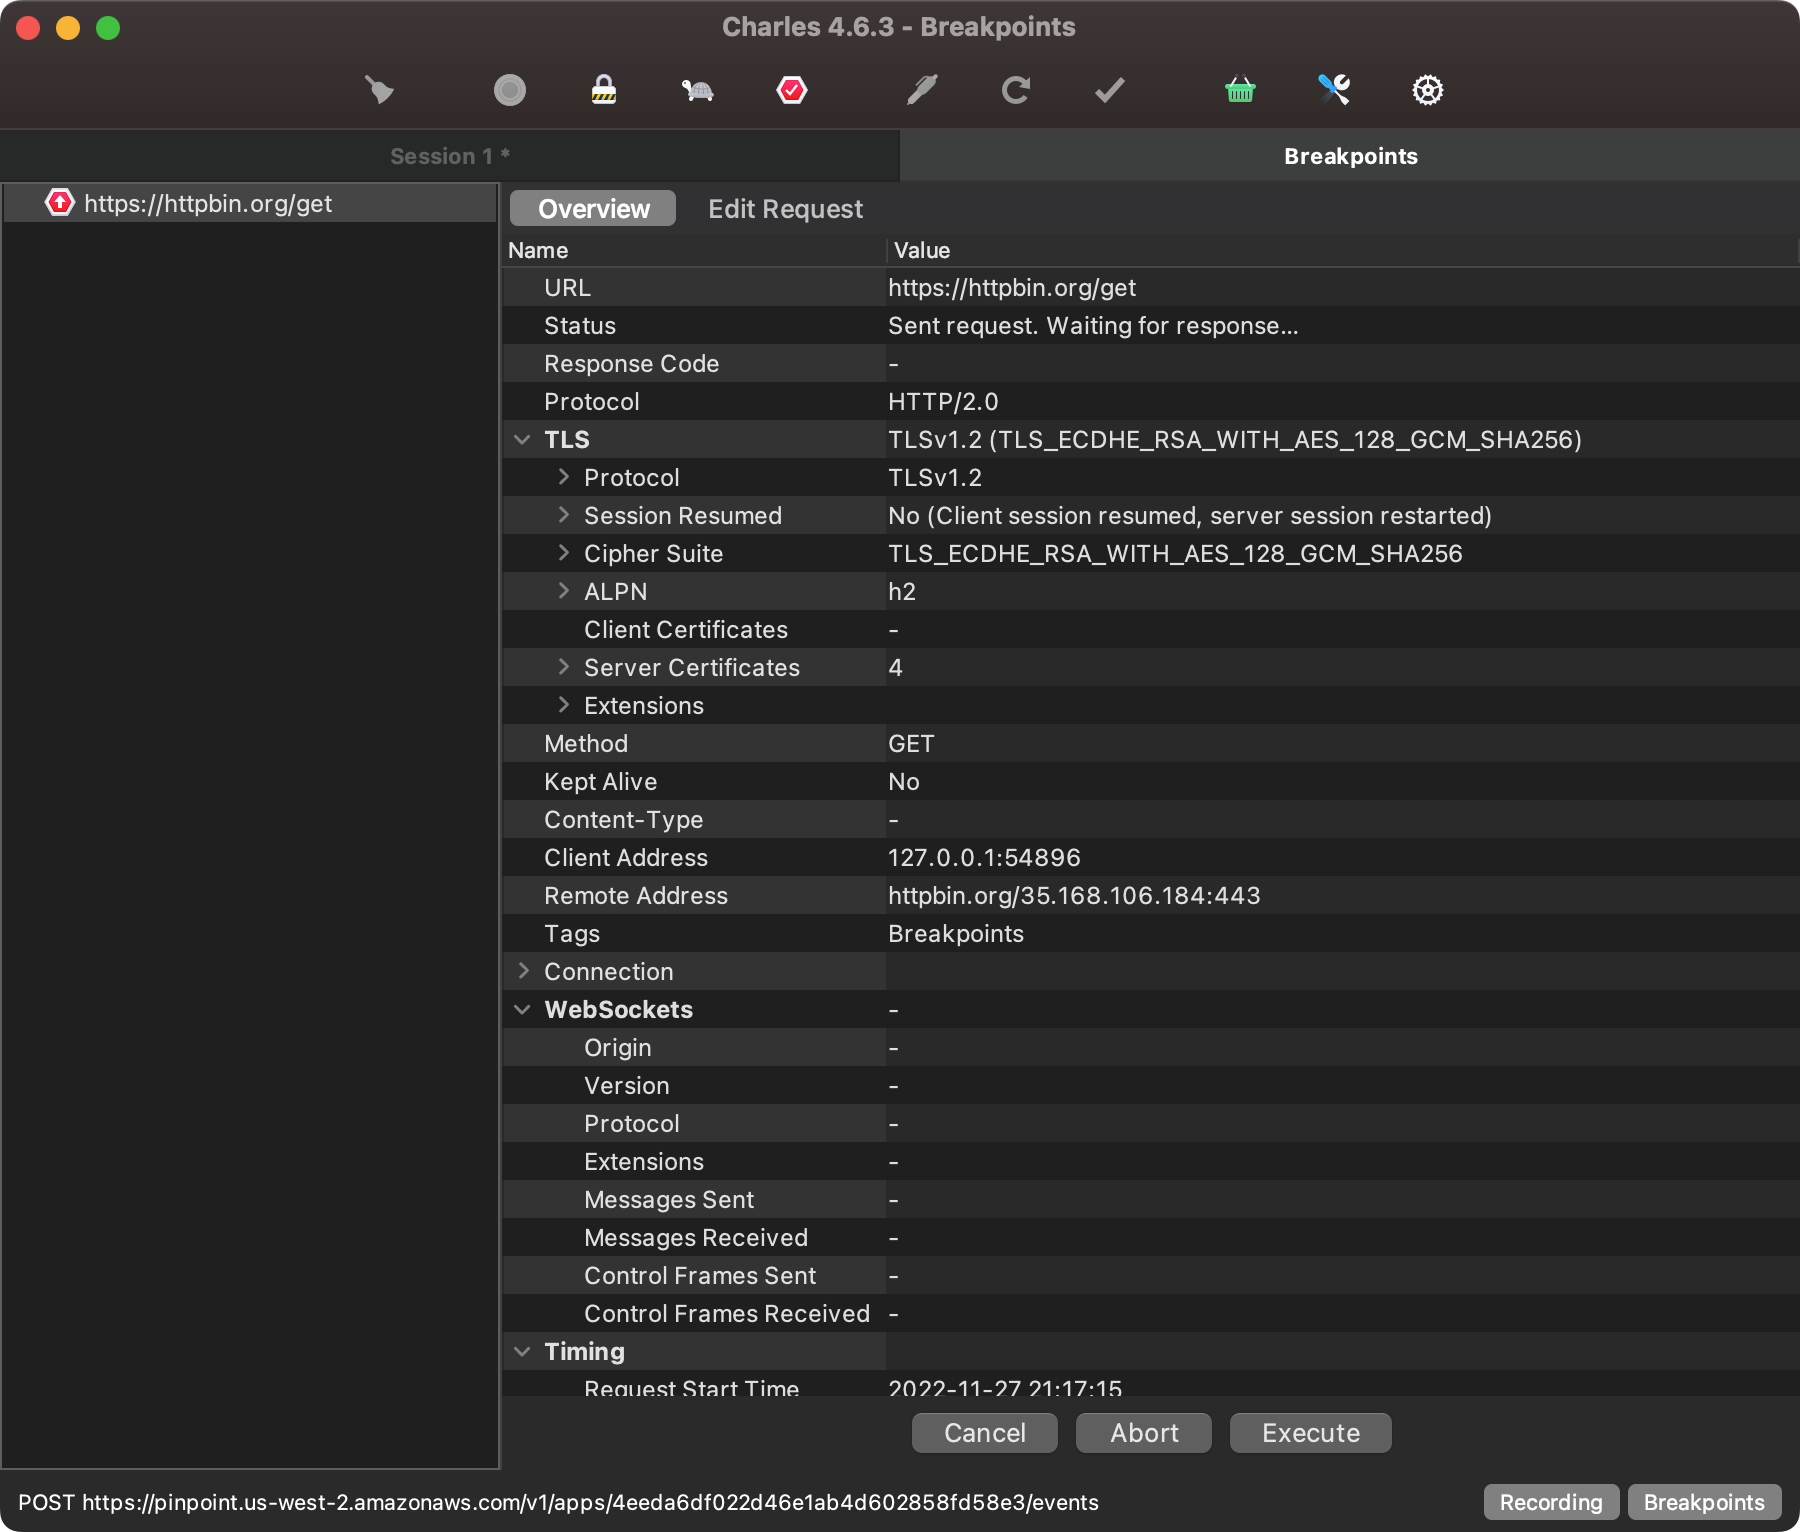 Charles 4.6.3 - Breakpoints
Session 1 *
Breakpoints
https://httpbin.org/get
Overview
Edit Request
Name Value
URL https://httpbin.org/get
Status Sent request. Waiting for response...
Response Code -
Protocol HTTP/2.0
TLS TLSv1.2 (TLS_ECDHE_RSA_WITH_AES_128_GCM_SHA256)
Protocol TLSv1.2
Session Resumed No (Client session resumed, server session restarted)
Cipher Suite TLS_ECDHE_RSA_WITH_AES_128_GCM_SHA256
ALPN h2
Client Certificates -
Server Certificates 4
Extensions
Method GET
Kept Alive No
Content-Type -
Client Address 127.0.0.1:54896
Remote Address httpbin.org/35.168.106.184:443
Tags Breakpoints
Connection
WebSockets -
Origin -
Version -
Protocol -
Extensions -
Messages Sent -
Messages Received -
Control Frames Sent -
Control Frames Received -
Timing
Request Start Time 2022-11-27 21:17:15
Cancel Abort Execute
POST https://pinpoint.us-west-2.amazonaws.com/v1/apps/4eeda6df022d46e1ab4d602858fd58e3/events
Recording Breakpoints